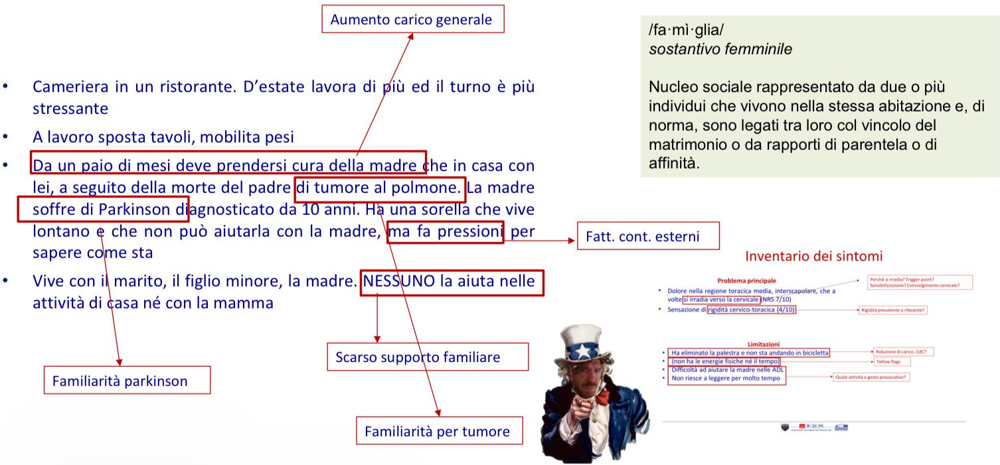 Aumento carico generale
• Cameriera in un ristorante. D’estate lavora di più ed il turno è più
stressante
• A lavoro sposta tavoli, mobilita pesi
• Da un paio di mesi deve prendersi cura della madre che in casa con
lei, a seguito della morte del padre di tumore al polmone. La madre
soffre di Parkinson diagnosticato da 10 anni. Ha una sorella che vive
lontano e che non può aiutarla con la madre, ma fa pressioni per
sapere come sta
• Vive con il marito, il figlio minore, la madre. NESSUNO la aiuta nelle
attività di casa né con la mamma
Fatt. cont. esterni
Scarso supporto familiare
Familiarità parkinson
Familiarità per tumore
/fa·mì·glia/
sostantivo femminile
Nucleo sociale rappresentato da due o più
individui che vivono nella stessa abitazione e, di
norma, sono legati tra loro col vincolo del
matrimonio o da rapporti di parentela o di
affinità.
Inventario dei sintomi
Problema principale
• Dolore nella regione toracica media, interscapolare, che a
volte si irradia verso la cervicale (NRS 7/10)
• Sensazione di rigidità cervico-toracica (4/10)
Perché si irradia? Trigger point?
Sensibilizzazione? Coinvolgimento cervicale?
Rigidità prevalente o rilevante?
Limitazioni
• Ha eliminato la palestra e non sta andando in bicicletta
• (non ha le energie fisiche né il tempo)
• Difficoltà ad aiutare la madre nelle ADL
• Non riesce a leggere per molto tempo
Riduzione di carico..CdC?
Yellow flags
Quale attività o gesto provocativo?